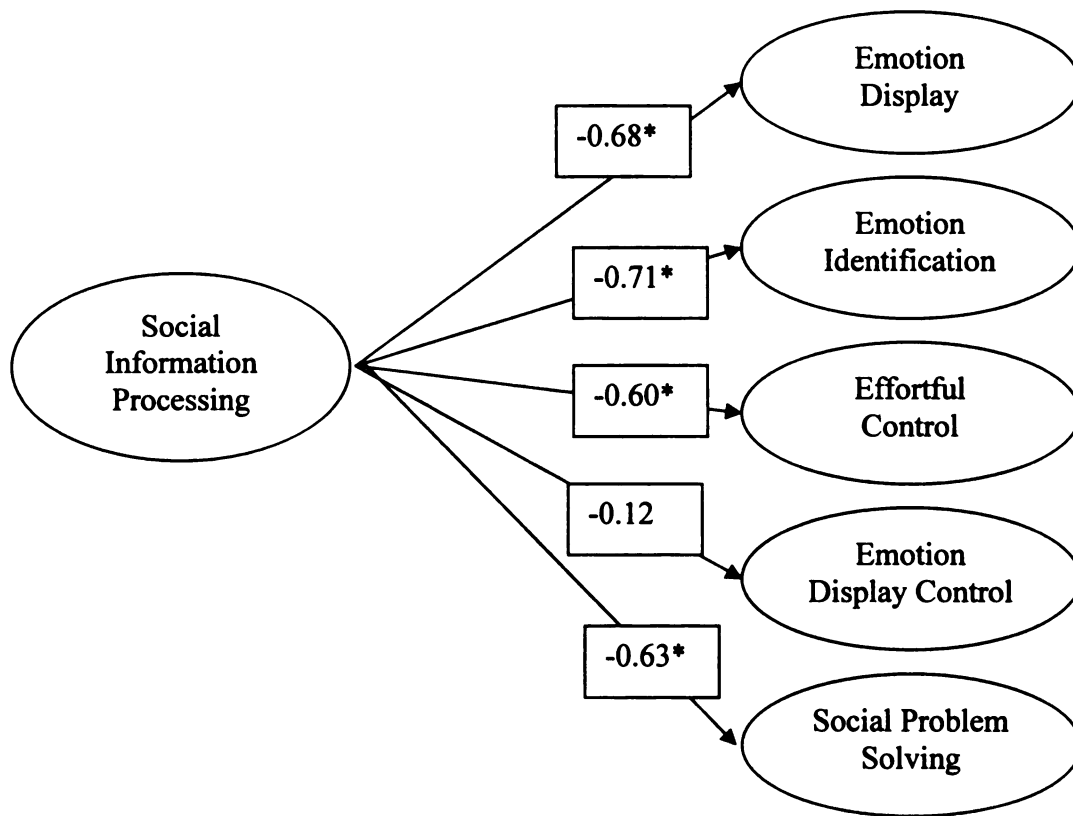 Emotion
Display
-0.68*
Emotion
Identification
-0.71*
Social
Information
Processing
-0.60*
Effortful
Control
-0.12
Emotion
Display Control
-0.63*
Social Problem
Solving